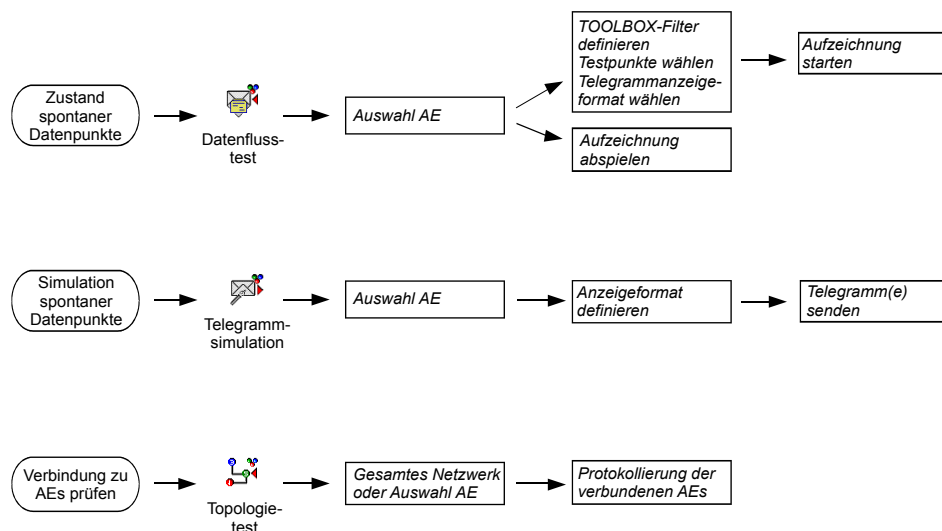 Zustand
spontaner
Datenpunkte
Datenfluss-
test
Auswahl AE
TOOLBOX-Filter
definieren
Testpunkte wählen
Telegrammanzeige-
format wählen
Aufzeichnung
starten
Aufzeichnung
abspielen
Simulation
spontaner
Datenpunkte
Telegramm-
simulation
Auswahl AE
Anzeigeformat
definieren
Telegramm(e)
senden
Verbindung zu
AEs prüfen
Topologie-
test
Gesamtes Netzwerk
oder Auswahl AE
Protokollierung der
verbundenen AEs